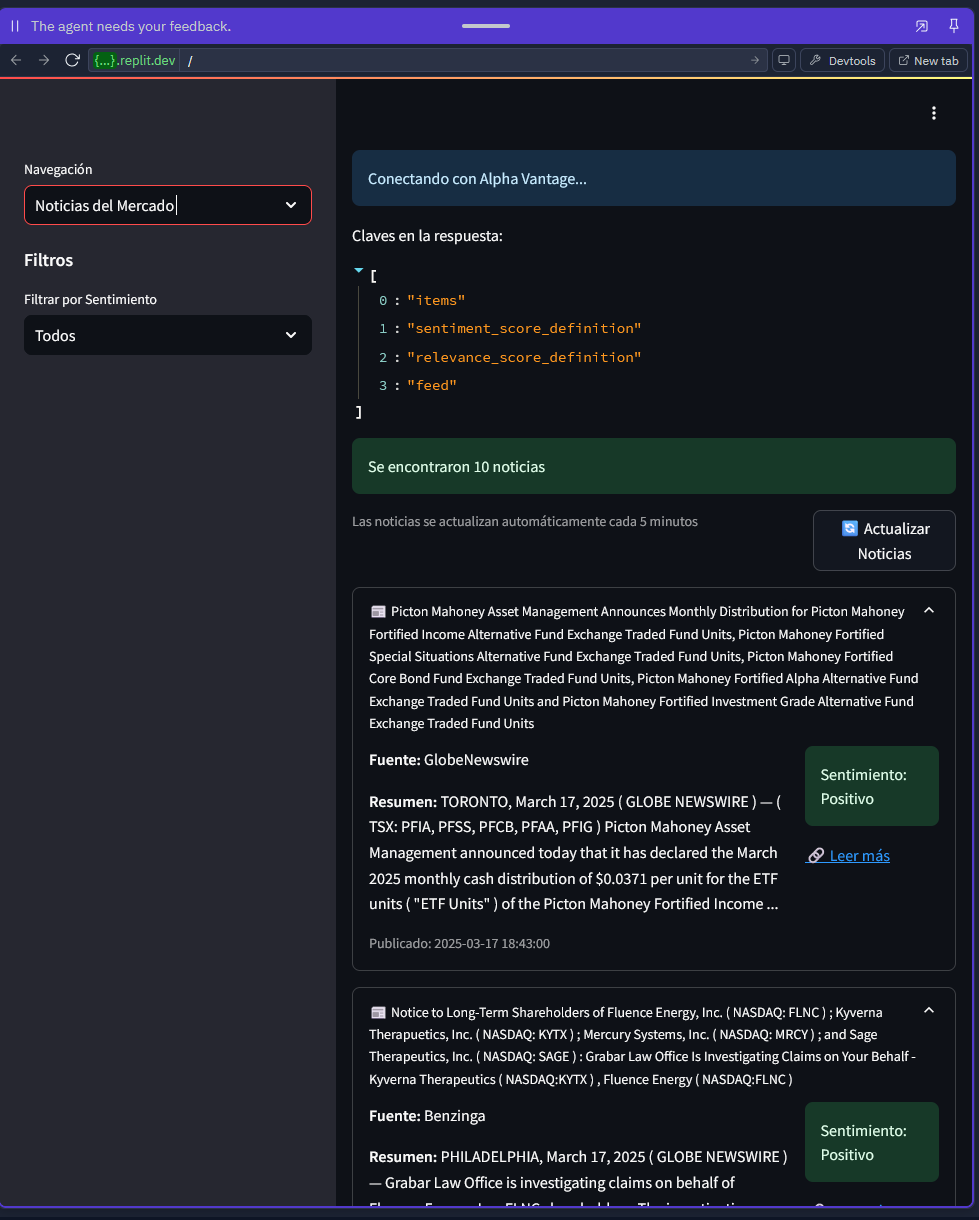 The agent needs your feedback.
{...}.replit.dev /
Devtools
New tab
Navegación
Noticias del Mercado
Filtros
Filtrar por Sentimiento
Todos
Conectando con Alpha Vantage...
Claves en la respuesta:
[
0 : "items"
1 : "sentiment_score_definition"
2 : "relevance_score_definition"
3 : "feed"
]
Se encontraron 10 noticias
Las noticias se actualizan automáticamente cada 5 minutos
Actualizar
Noticias
Picton Mahoney Asset Management Announces Monthly Distribution for Picton Mahoney
Fortified Income Alternative Fund Exchange Traded Fund Units, Picton Mahoney Fortified
Special Situations Alternative Fund Exchange Traded Fund Units, Picton Mahoney Fortified
Core Bond Fund Exchange Traded Fund Units, Picton Mahoney Fortified Alpha Alternative Fund
Exchange Traded Fund Units and Picton Mahoney Fortified Investment Grade Alternative Fund
Exchange Traded Fund Units
Fuente: GlobeNewswire
Resumen: TORONTO, March 17, 2025 ( GLOBE NEWSWIRE ) — (
TSX: PFIA, PFSS, PFCB, PFAA, PFIG ) Picton Mahoney Asset
Management announced today that it has declared the March
2025 monthly cash distribution of $0.0371 per unit for the ETF
units ( "ETF Units" ) of the Picton Mahoney Fortified Income ...
Publicado: 2025-03-17 18:43:00
Sentimiento:
Positivo
Leer más
Notice to Long-Term Shareholders of Fluence Energy, Inc. ( NASDAQ: FLNC ) ; Kyverna
Therapuetics, Inc. ( NASDAQ: KYTX ) ; Mercury Systems, Inc. ( NASDAQ: MRCY ) ; and Sage
Therapeutics, Inc. ( NASDAQ: SAGE ) : Grabar Law Office Is Investigating Claims on Your Behalf -
Kyverna Therapeutics ( NASDAQ:KYTX ) , Fluence Energy ( NASDAQ:FLNC )
Fuente: Benzinga
Resumen: PHILADELPHIA, March 17, 2025 ( GLOBE NEWSWIRE )
— Grabar Law Office is investigating claims on behalf of
Sentimiento:
Positivo